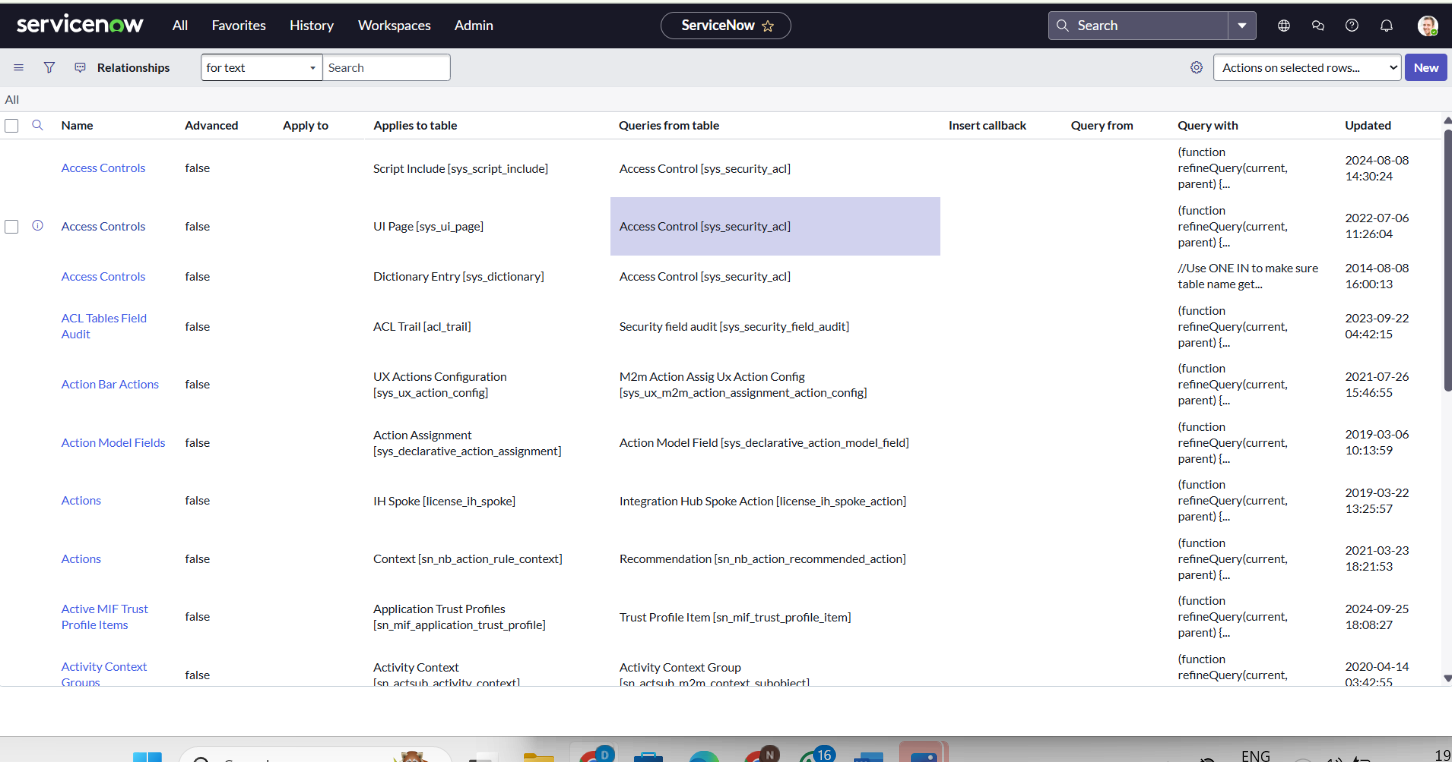 servicenow All Favorites History Workspaces Admin ServiceNow Search
Relationships for text Search Actions on selected rows... New
All
Name Advanced Apply to Applies to table Queries from table Insert callback Query from Query with Updated
Access Controls false Script Include [sys_script_include] Access Control [sys_security_acl] (function
refineQuery(current,
parent) {... 2024-08-08
14:30:24
Access Controls false UI Page [sys_ui_page] Access Control [sys_security_acl] (function
refineQuery(current,
parent) {... 2022-07-06
11:26:04
Access Controls false Dictionary Entry [sys_dictionary] Access Control [sys_security_acl] //Use ONE IN to make sure
table name get... 2014-08-08
16:00:13
ACL Tables Field
Audit false ACL Trail [acl_trail] Security field audit [sys_security_field_audit] (function
refineQuery(current,
parent) {... 2023-09-22
04:42:15
Action Bar Actions false UX Actions Configuration
[sys_ux_action_config] M2m Action Assig Ux Action Config
[sys_ux_m2m_action_assignment_action_config] (function
refineQuery(current,
parent) {... 2021-07-26
15:46:55
Action Model Fields false Action Assignment
[sys_declarative_action_assignment] Action Model Field [sys_declarative_action_model_field] (function
refineQuery(current,
parent) {... 2019-03-06
10:13:59
Actions false IH Spoke [license_ih_spoke] Integration Hub Spoke Action [license_ih_spoke_action] (function
refineQuery(current,
parent) {... 2019-03-22
13:25:57
Actions false Context [sn_nb_action_rule_context] Recommendation [sn_nb_action_recommended_action] (function
refineQuery(current,
parent) {... 2021-03-23
18:21:53
Active MIF Trust
Profile Items false Application Trust Profiles
[sn_mif_application_trust_profile] Trust Profile Item [sn_mif_trust_profile_item] (function
refineQuery(current,
parent) {... 2024-09-25
18:08:27
Activity Context
Groups false Activity Context
[sn_actsub_activity_context] Activity Context Group
[sn_actsub_m2m_context_subobject] (function
refineQuery(current, 2020-04-14
03:42:55
D N 16 ENG 19